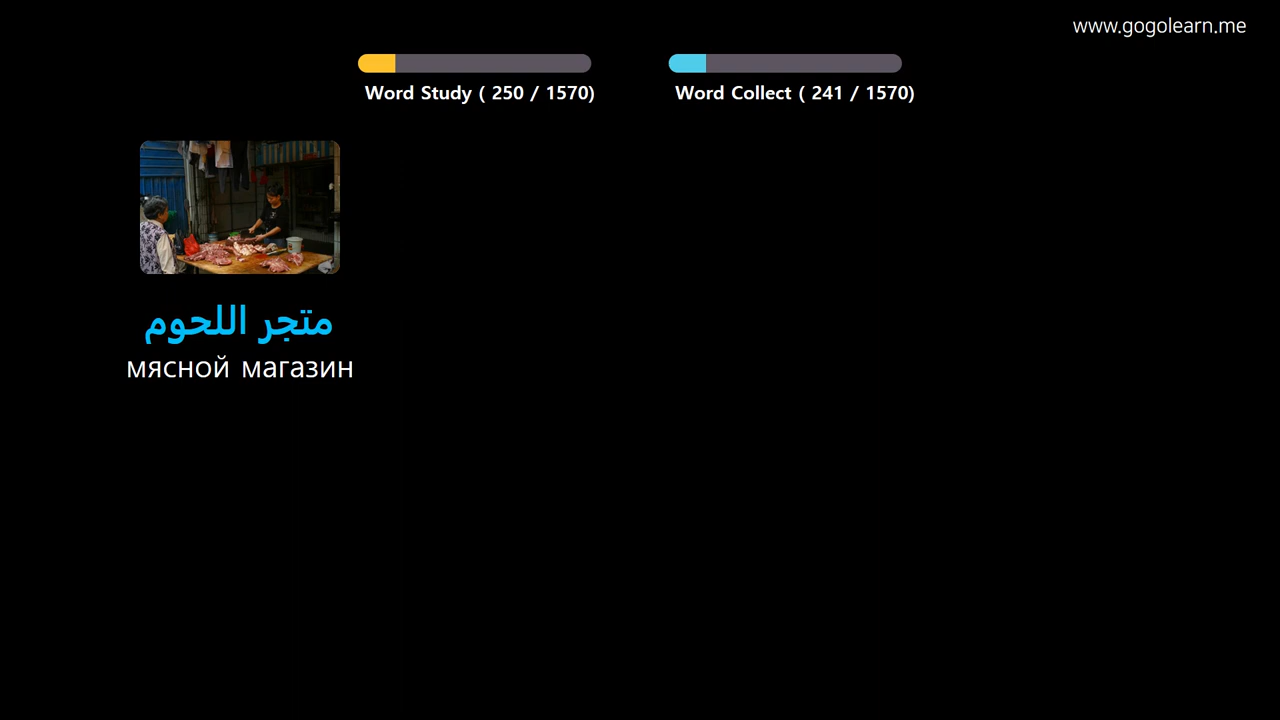 www.gogolearn.me
Word Study ( 250 / 1570)
Word Collect ( 241 / 1570)
متجر اللحوم
мясной магазин